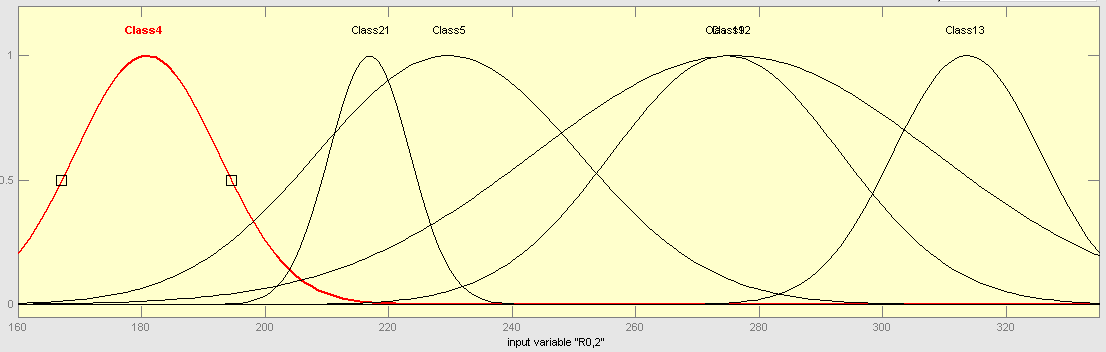 Class4 Class21 Class5 Class13
1
0.5
0
160 180 200 220 240 260 280 300 320
input variable "R0,2"